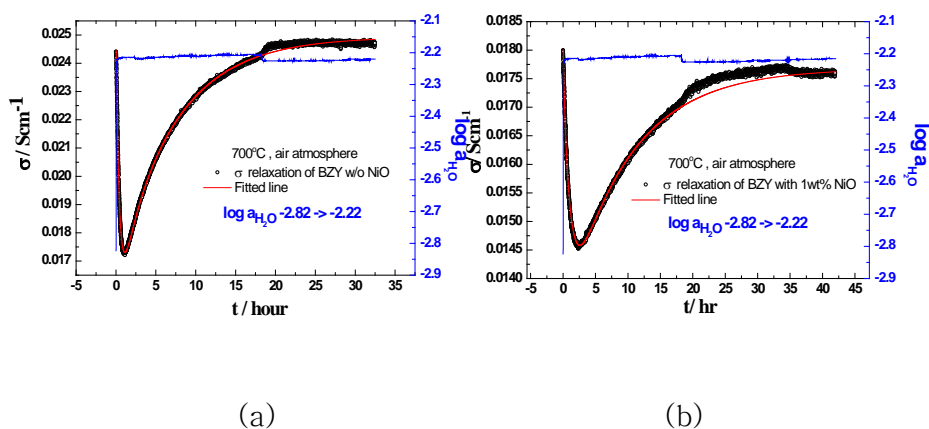 0.025
0.024
0.023
0.022
0.021
0.020
0.019
0.018
0.017
σ / Scm⁻¹
-5 0 5 10 15 20 25 30 35
t / hour
-2.1
-2.2
-2.3
-2.4
-2.5
-2.6
-2.7
-2.8
-2.9
log a H₂O
700°C , air atmosphere
σ relaxation of BZY w/o NiO
Fitted line
log a H₂O -2.82 -> -2.22
(a)
0.0185
0.0180
0.0175
0.0170
0.0165
0.0160
0.0155
0.0150
0.0145
0.0140
σ / Scm⁻¹
-5 0 5 10 15 20 25 30 35 40 45
t/ hr
-2.1
-2.2
-2.3
-2.4
-2.5
-2.6
-2.7
-2.8
-2.9
log a H₂O
700°C , air atmosphere
σ relaxation of BZY with 1wt% NiO
Fitted line
log a H₂O -2.82 -> -2.22
(b)